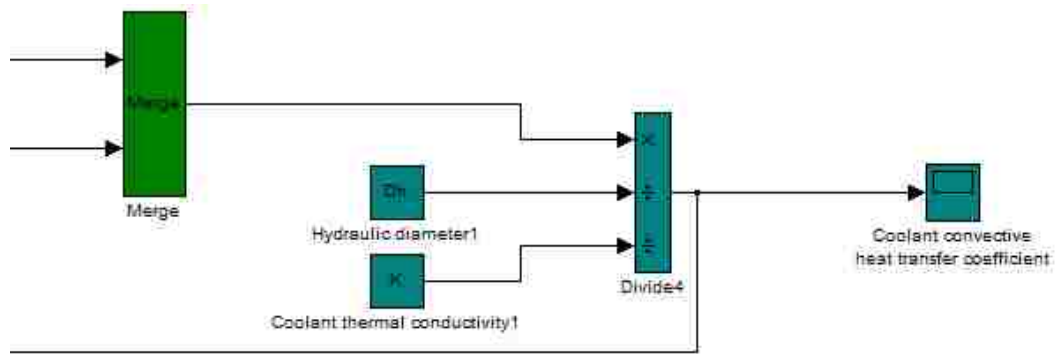 Merge
Merge
×
Dh
÷
Hydraulic diameter1
÷
K
Divide4
Coolant thermal conductivity1
Coolant convective
heat transfer coefficient